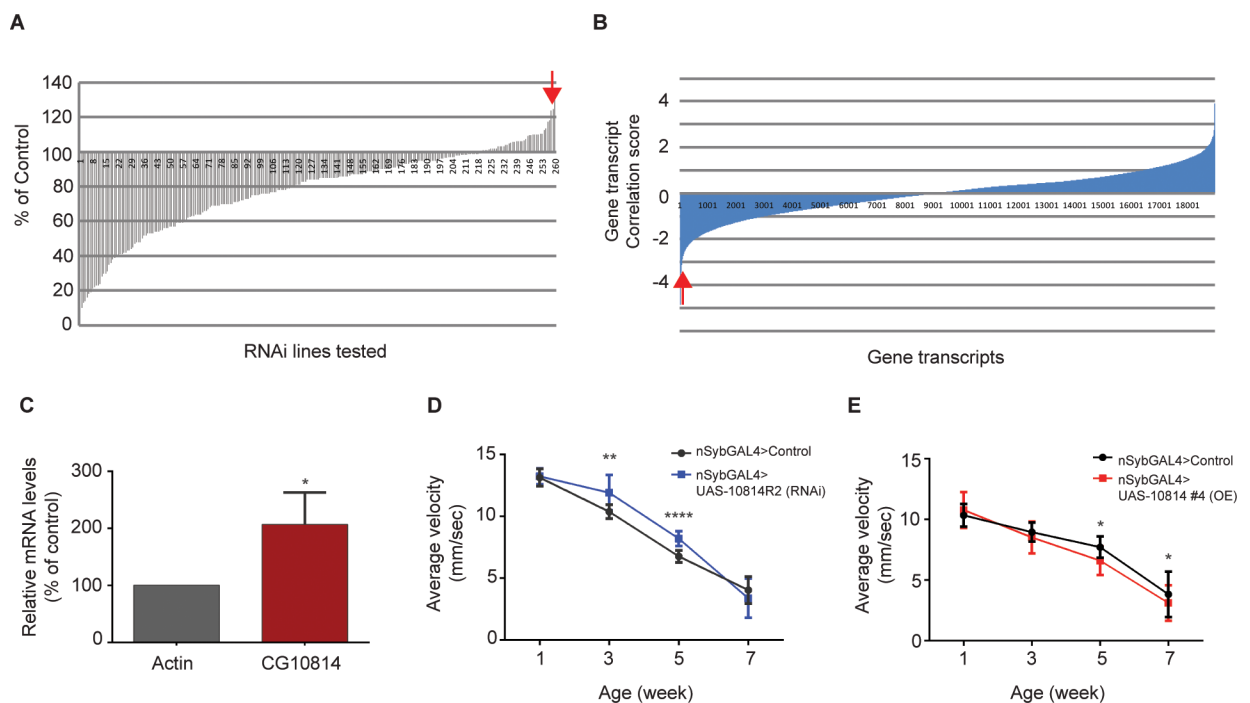 A
140
120
100
80
60
40
20
0
% of Control
1 8 15 22 29 36 43 50 57 64 71 78 85 92 99 106 113 120 127 134 141 148 155 162 169 176 183 190 197 204 211 218 225 232 239 246 253 260
RNAi lines tested
B
4
2
0
-2
-4
Gene transcript
Correlation score
1 1001 2001 3001 4001 5001 6001 7001 8001 9001 10001 11001 12001 13001 14001 15001 16001 17001 18001
Gene transcripts
C
300
200
100
0
Relative mRNA levels
(% of control)
*
Actin CG10814
D
15
10
5
0
Average velocity
(mm/sec)
**
****
nSybGAL4>Control
nSybGAL4>
UAS-10814R2 (RNAi)
1 3 5 7
Age (week)
E
15
10
5
0
Average velocity
(mm/sec)
*
*
nSybGAL4>Control
nSybGAL4>
UAS-10814 #4 (OE)
1 3 5 7
Age (week)